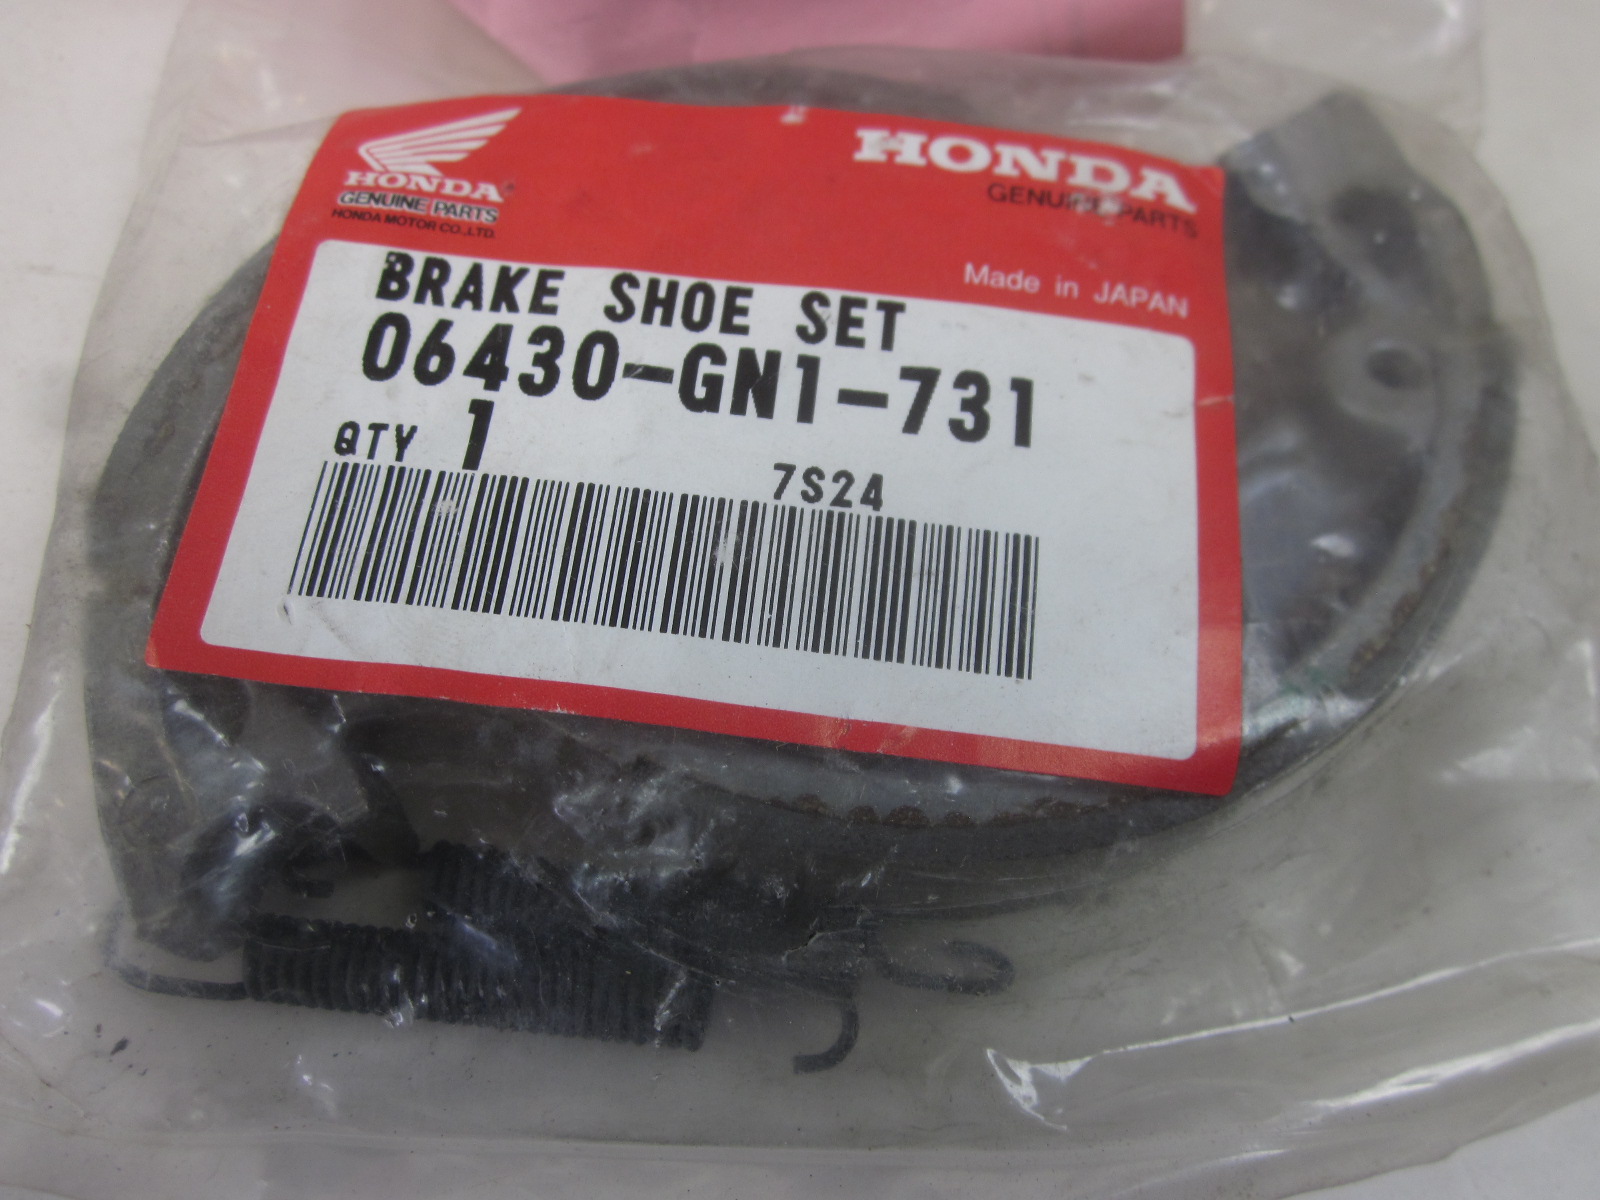 HONDA
GENUINE PARTS
HONDA MOTOR CO.,LTD.
HONDA
GENUINE PARTS
Made in JAPAN
BRAKE SHOE SET
06430-GN1-731
QTY 1
7S24